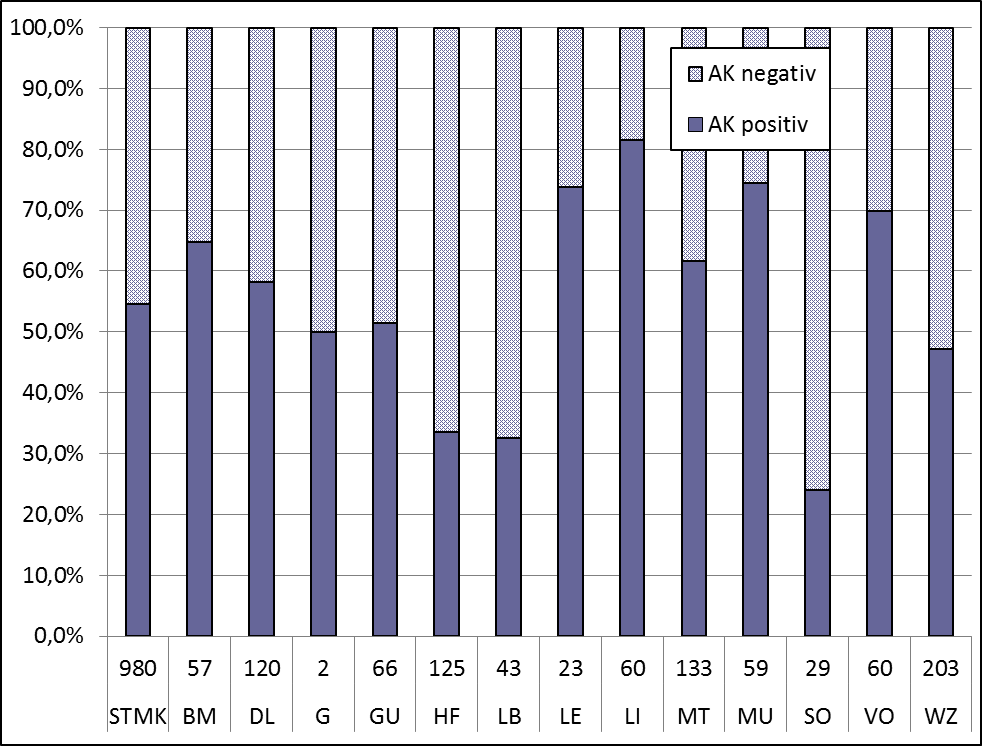 100,0%
90,0%
80,0%
70,0%
60,0%
50,0%
40,0%
30,0%
20,0%
10,0%
0,0%
AK negativ
AK positiv
980 57 120 2 66 125 43 23 60 133 59 29 60 203
STMK BM DL G GU HF LB LE LI MT MU SO VO WZ